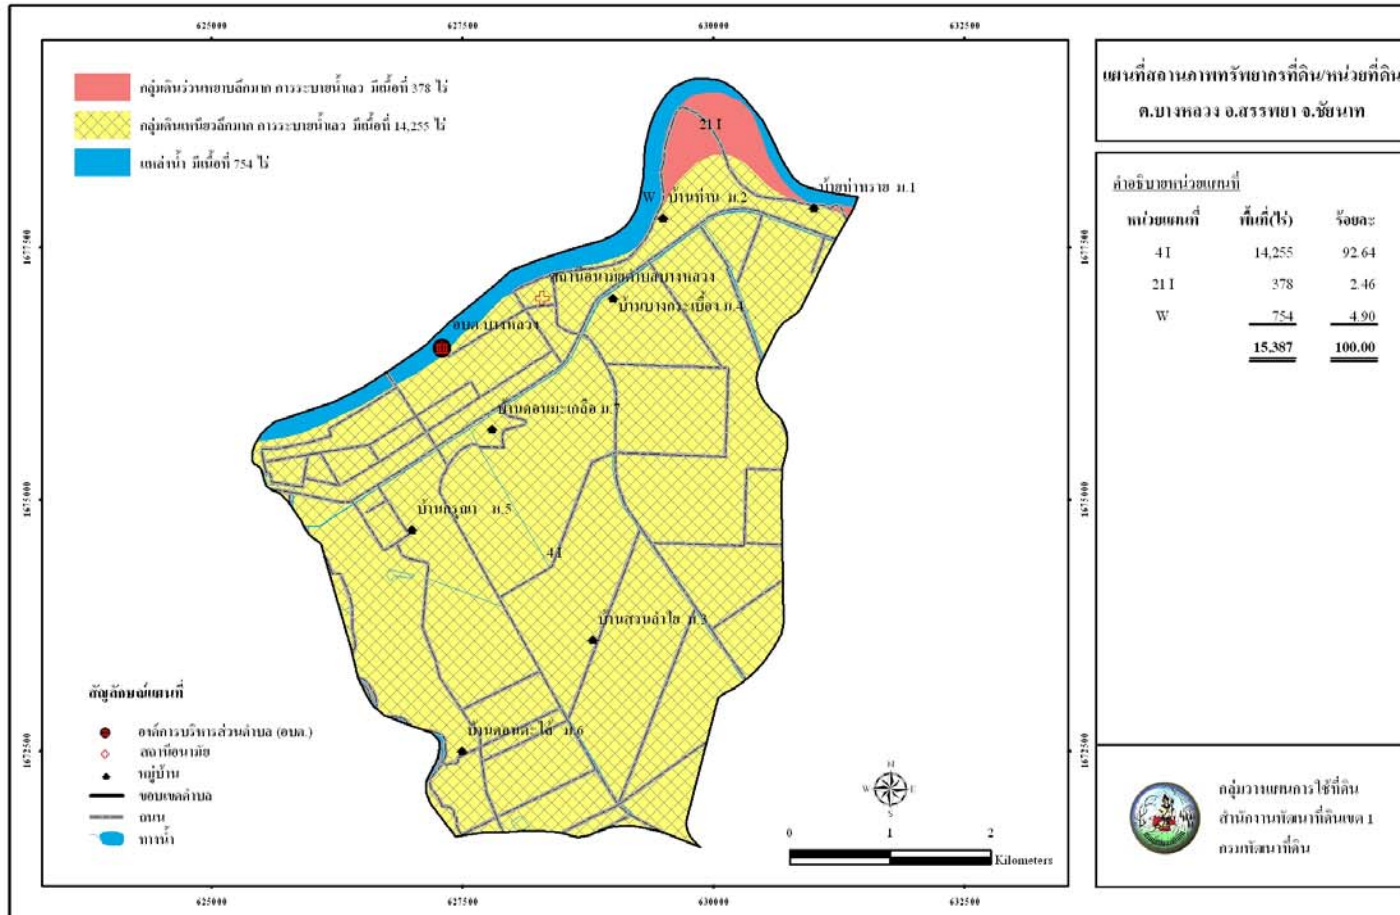 625000
627500
630000
632500
แผนที่สถานภาพทรัพยากรที่ดิน/หน่วยที่ดิน
ต.บางหลวง อ.สรรพยา จ.ชัยนาท
กลุ่มดินร่วนหยาบลึกมาก การระบายน้ำเลว มีเนื้อที่ 378 ไร่
กลุ่มดินเหนียวลึกมาก การระบายน้ำเลว มีเนื้อที่ 14,255 ไร่
แหล่งน้ำ มีเนื้อที่ 754 ไร่
คำอธิบายหน่วยแผนที่
หน่วยแผนที่ พื้นที่(ไร่) ร้อยละ
4 I 14,255 92.64
21 I 378 2.46
W 754 4.90
15,387 100.00
21 I
W
บ้านท่าทราย ม.1
บ้านท่าน ม.2
1677500
1677500
สถานีอนามัยตำบลบางหลวง
บ้านบางกระเบื้อง ม.4
อบต.บางหลวง
บ้านดอนมะเกลือ ม.7
1675000
1675000
บ้านกรุณา ม.5
4 I
บ้านสวนลำไย ม.3
บ้านดอนตะไล้ ม.6
1672500
1672500
สัญลักษณ์แผนที่
องค์การบริหารส่วนตำบล (อบต.)
สถานีอนามัย
หมู่บ้าน
ขอบเขตตำบล
ถนน
ทางน้ำ
N
W E
S
0 1 2
Kilometers
กลุ่มวางแผนการใช้ที่ดิน
สำนักงานพัฒนาที่ดินเขต 1
กรมพัฒนาที่ดิน
625000
627500
630000
632500